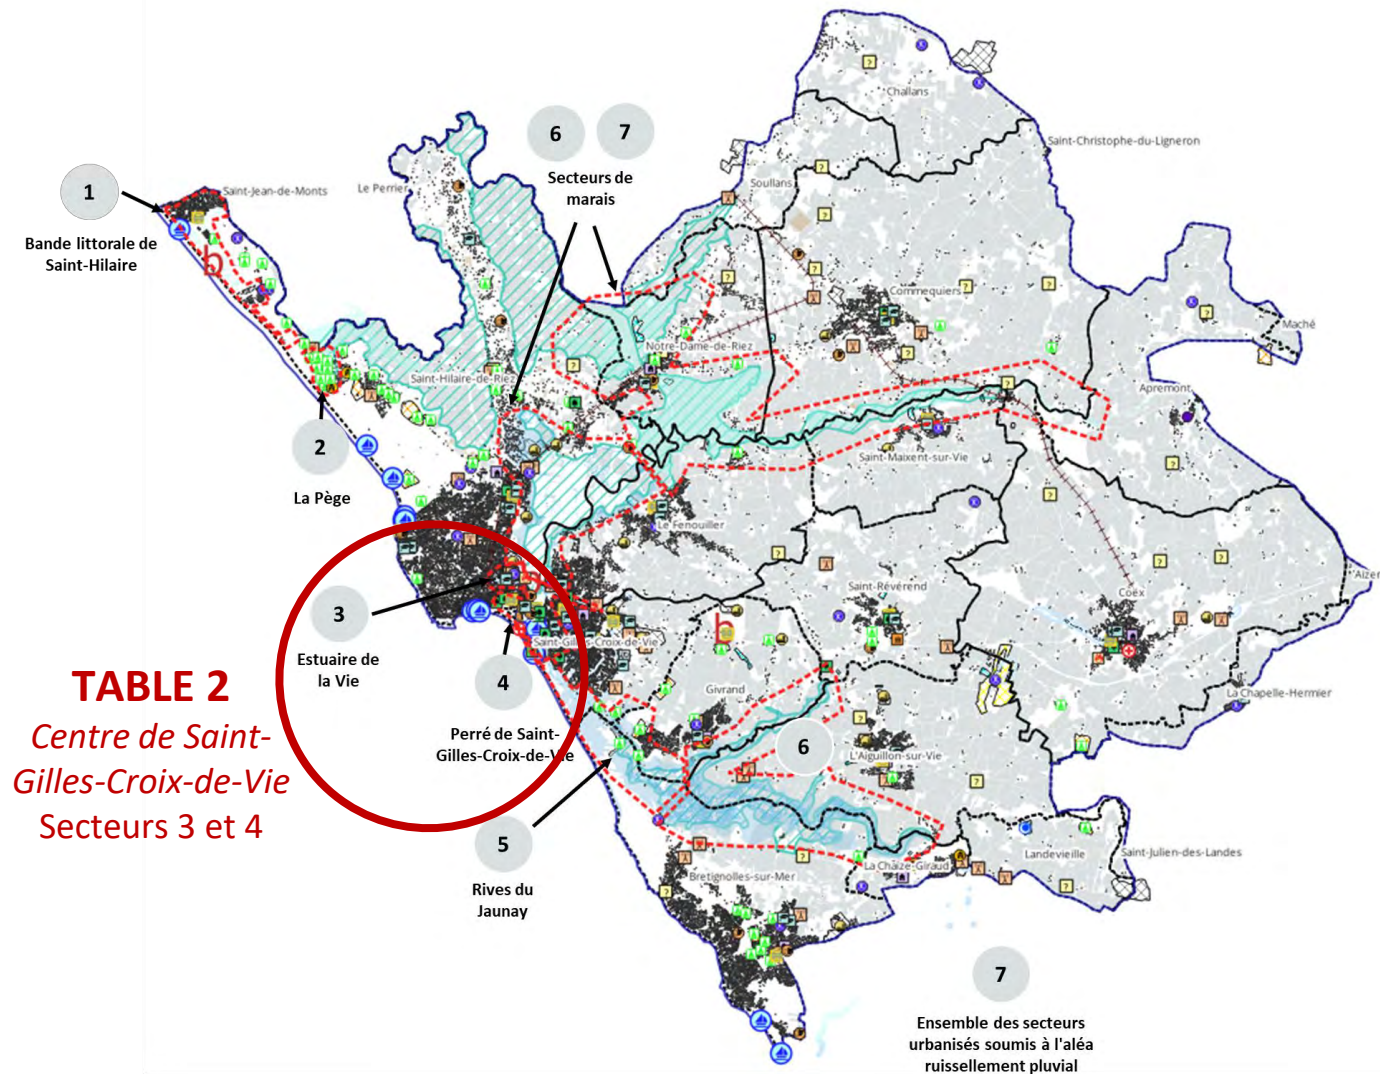 Challans
Saint-Christophe-du-Ligneron
6
7
Secteurs de
marais
Soullans
Le Perrier
1
Saint-Jean-de-Monts
Bande littorale de
Saint-Hilaire
b
Commequiers
Maché
Notre-Dame-de-Riez
Saint-Hilaire-de-Riez
Apremont
2
La Pège
Saint-Maixent-sur-Vie
Le Fenouiller
Saint-Révérend
Coëx
3
Estuaire de
la Vie
b
Saint-Gilles-Croix-de-Vie
4
Perré de Saint-
Gilles-Croix-de-Vie
Givrand
La Chapelle-Hermier
TABLE 2
Centre de Saint-
Gilles-Croix-de-Vie
Secteurs 3 et 4
6
L'Aiguillon-sur-Vie
5
Rives du
Jaunay
La Chaize-Giraud
Landevieille
Saint-Julien-des-Landes
Bretignolles-sur-Mer
7
Ensemble des secteurs
urbanisés soumis à l'aléa
ruissellement pluvial